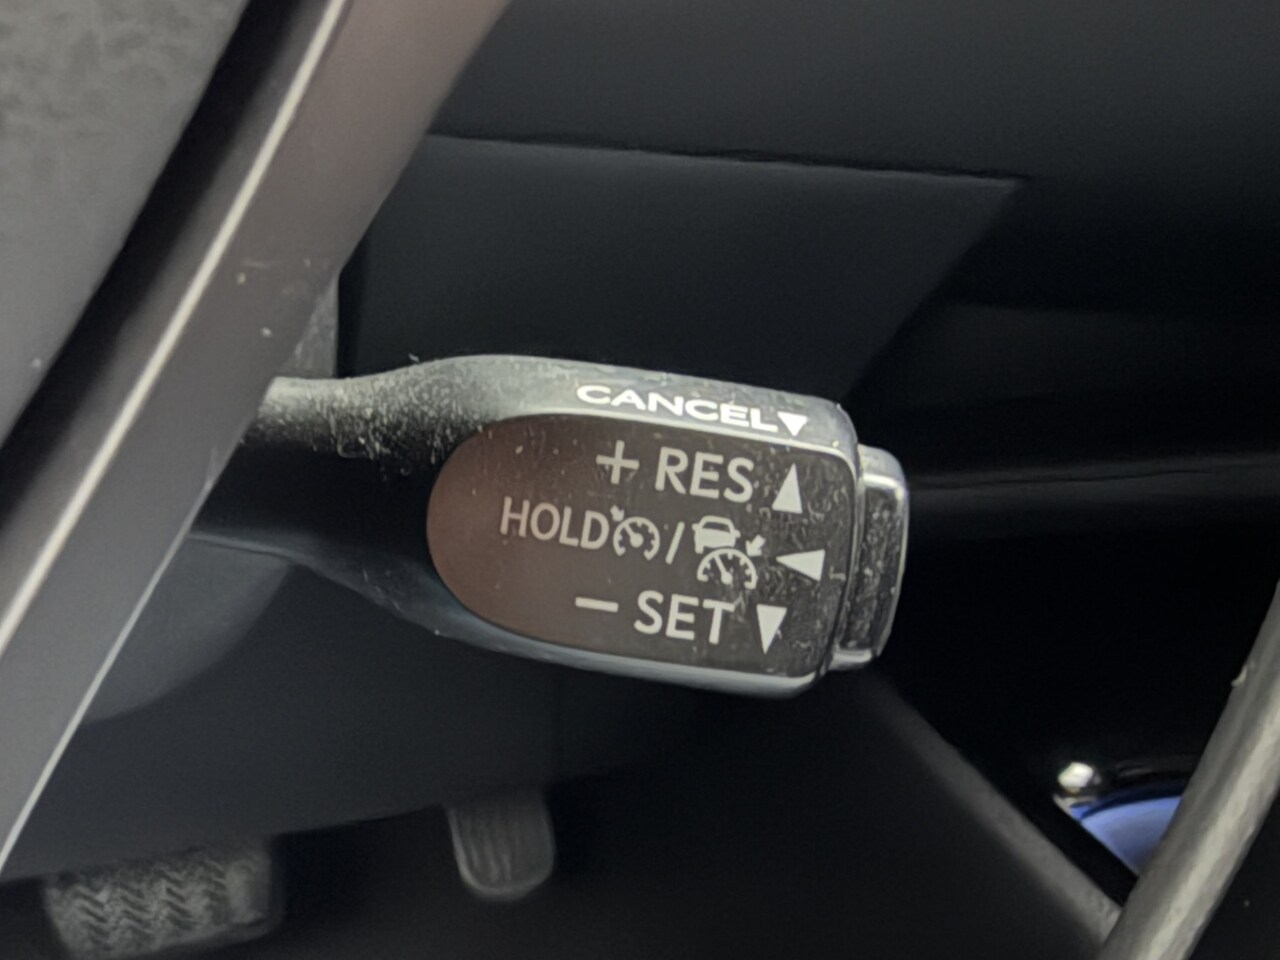 CANCEL▼
+ RES ▲
HOLD / ◀
− SET ▼